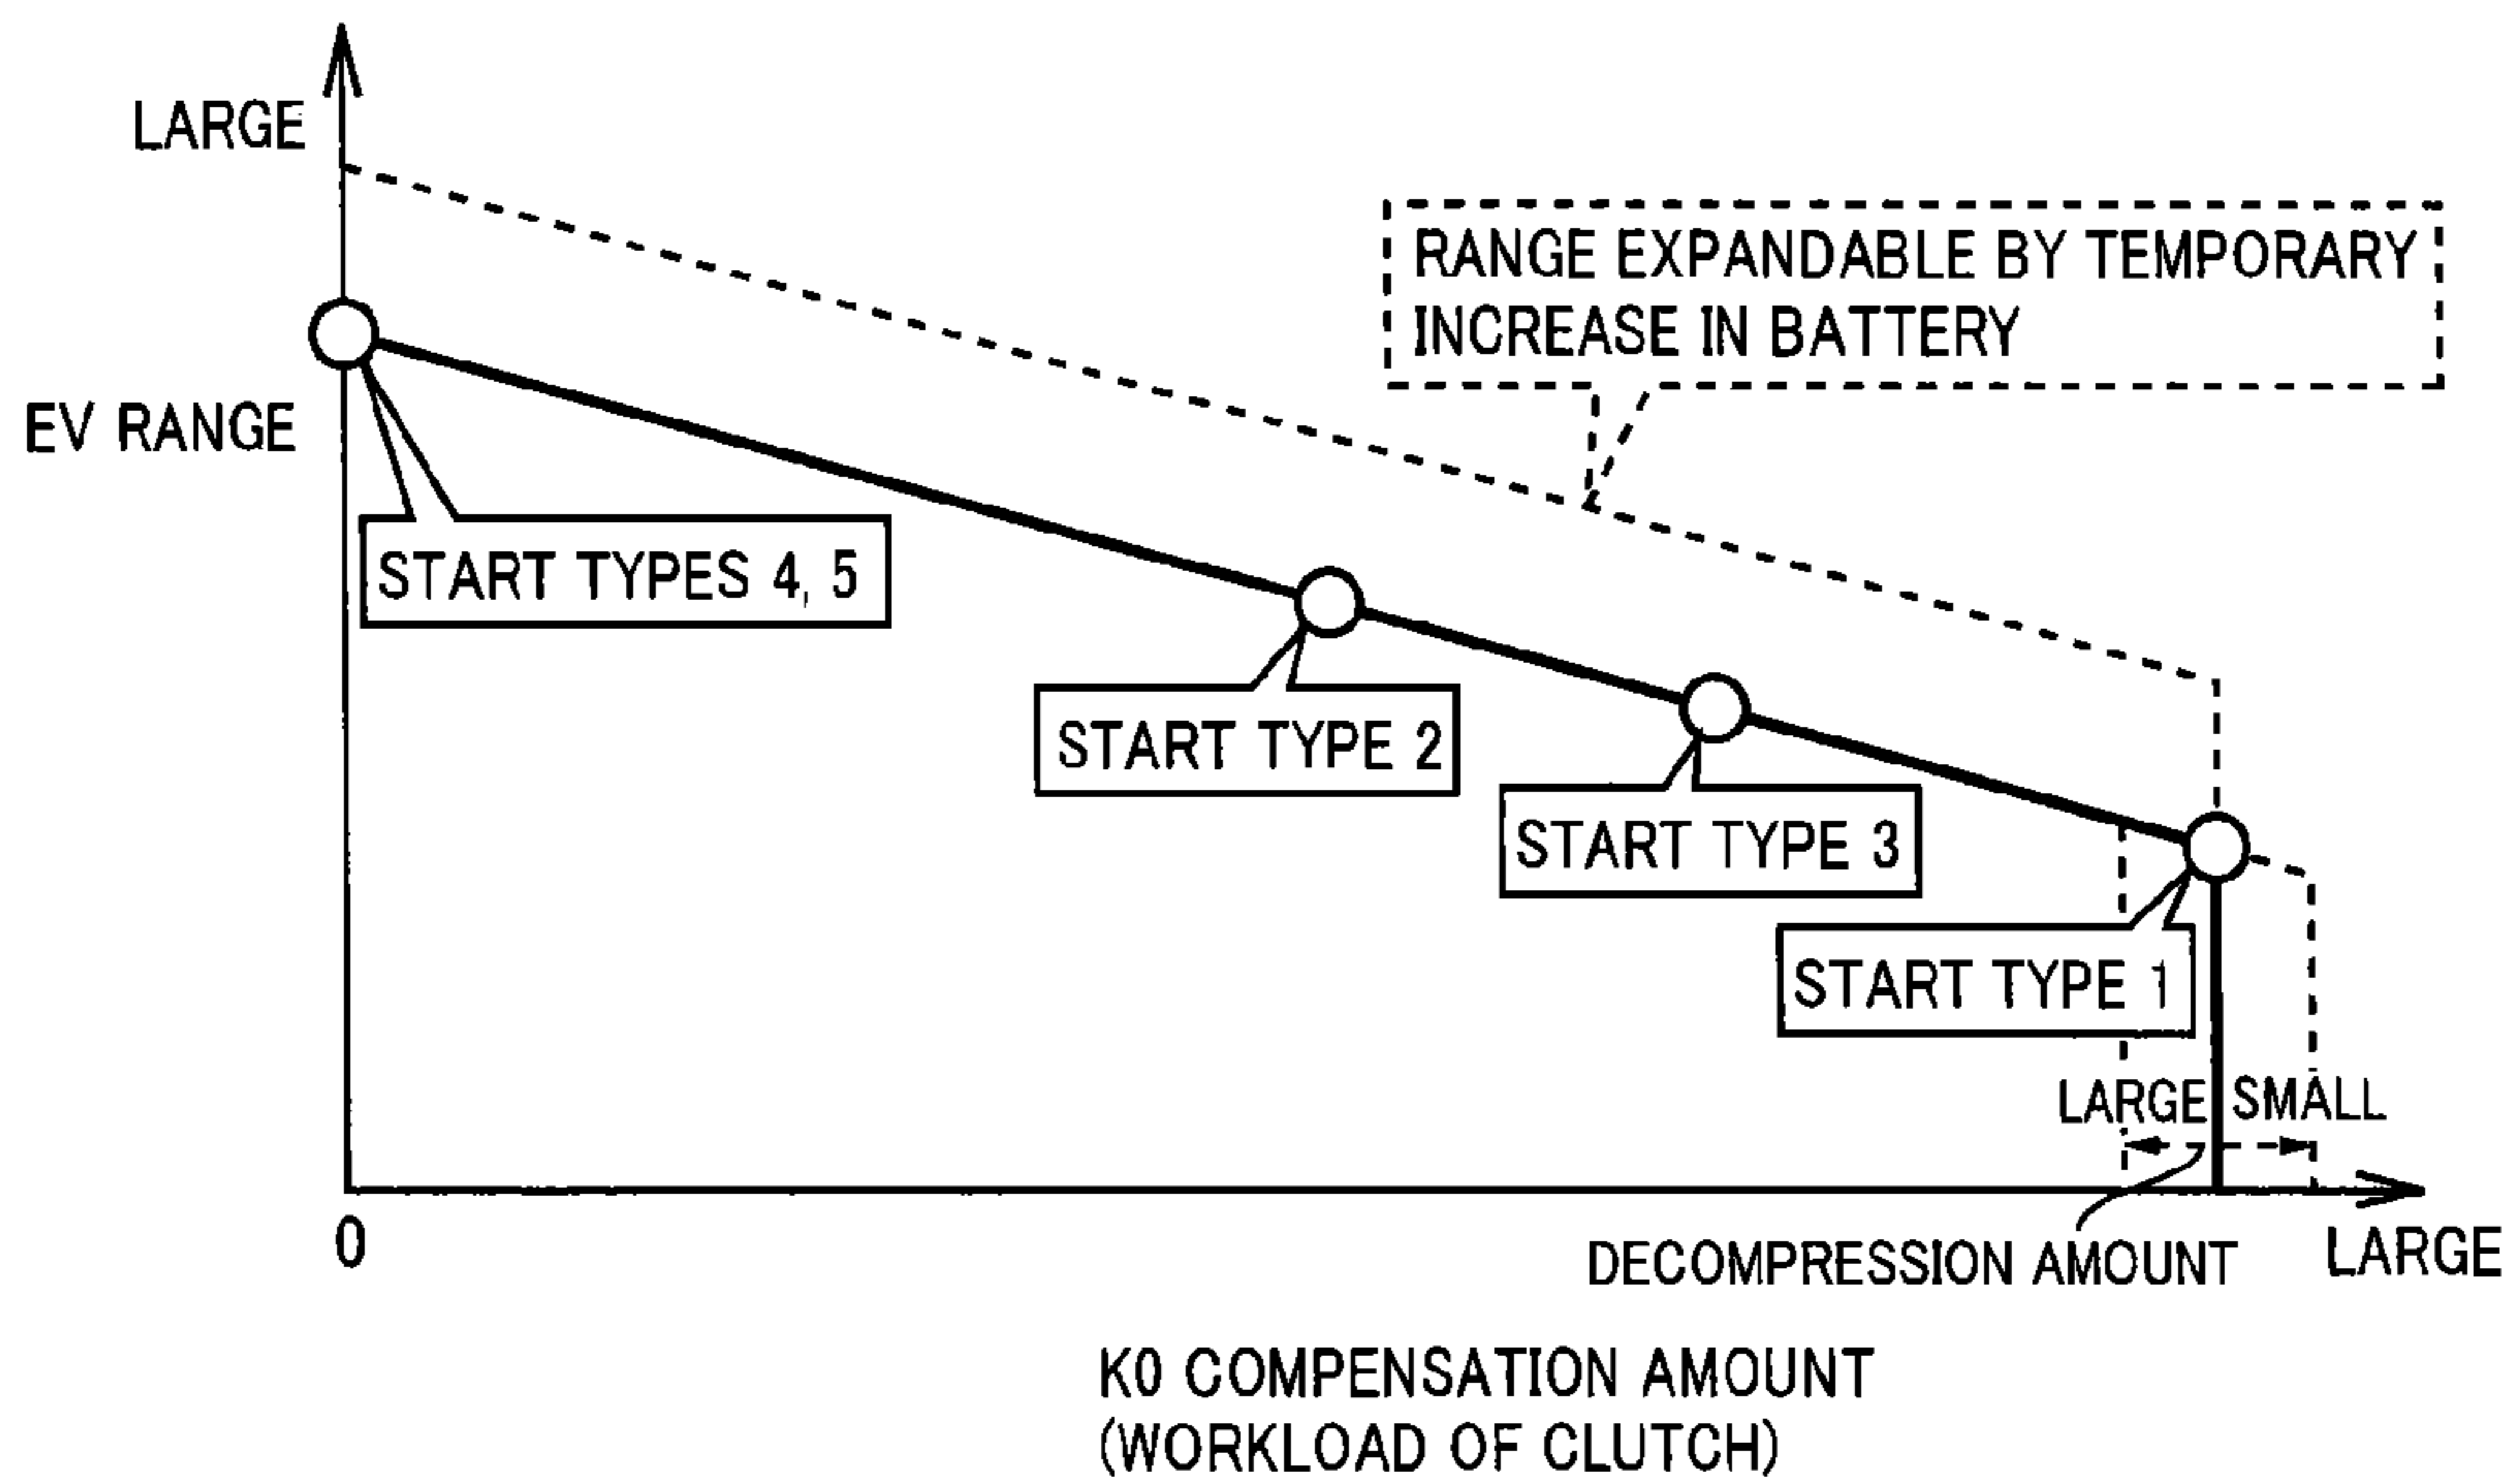 LARGE
RANGE EXPANDABLE BY TEMPORARY
INCREASE IN BATTERY
EV RANGE
START TYPES 4, 5
START TYPE 2
START TYPE 3
START TYPE 1
LARGE SMALL
0
DECOMPRESSION AMOUNT
LARGE
K0 COMPENSATION AMOUNT
(WORKLOAD OF CLUTCH)